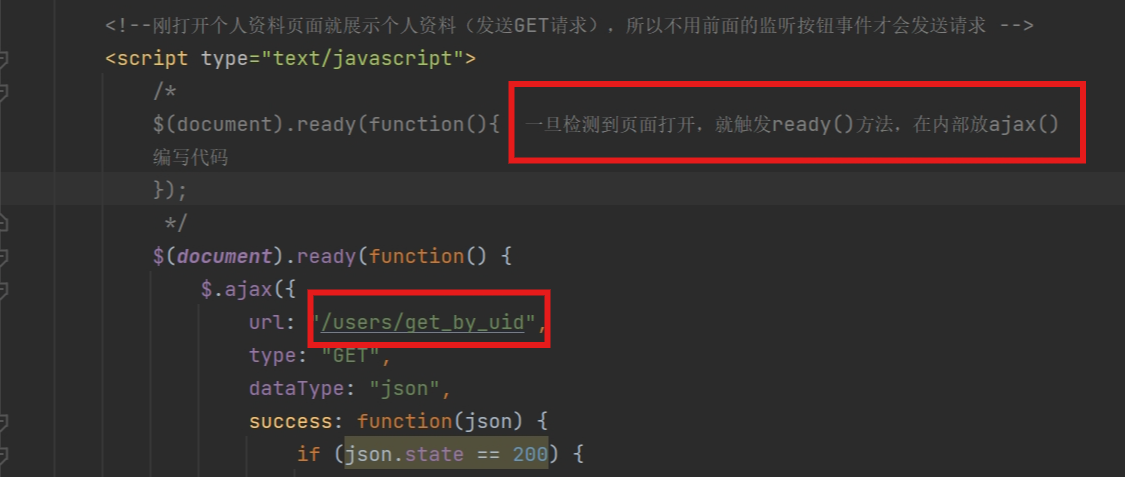 <!--刚打开个人资料页面就展示个人资料（发送GET请求），所以不用前面的监听按钮事件才会发送请求 -->
<script type="text/javascript">
/*
$(document).ready(function(){ 一旦检测到页面打开，就触发ready()方法，在内部放ajax()
编写代码
});
*/
$(document).ready(function() {
$.ajax({
url: "/users/get_by_uid",
type: "GET",
dataType: "json",
success: function(json) {
if (json.state == 200) {